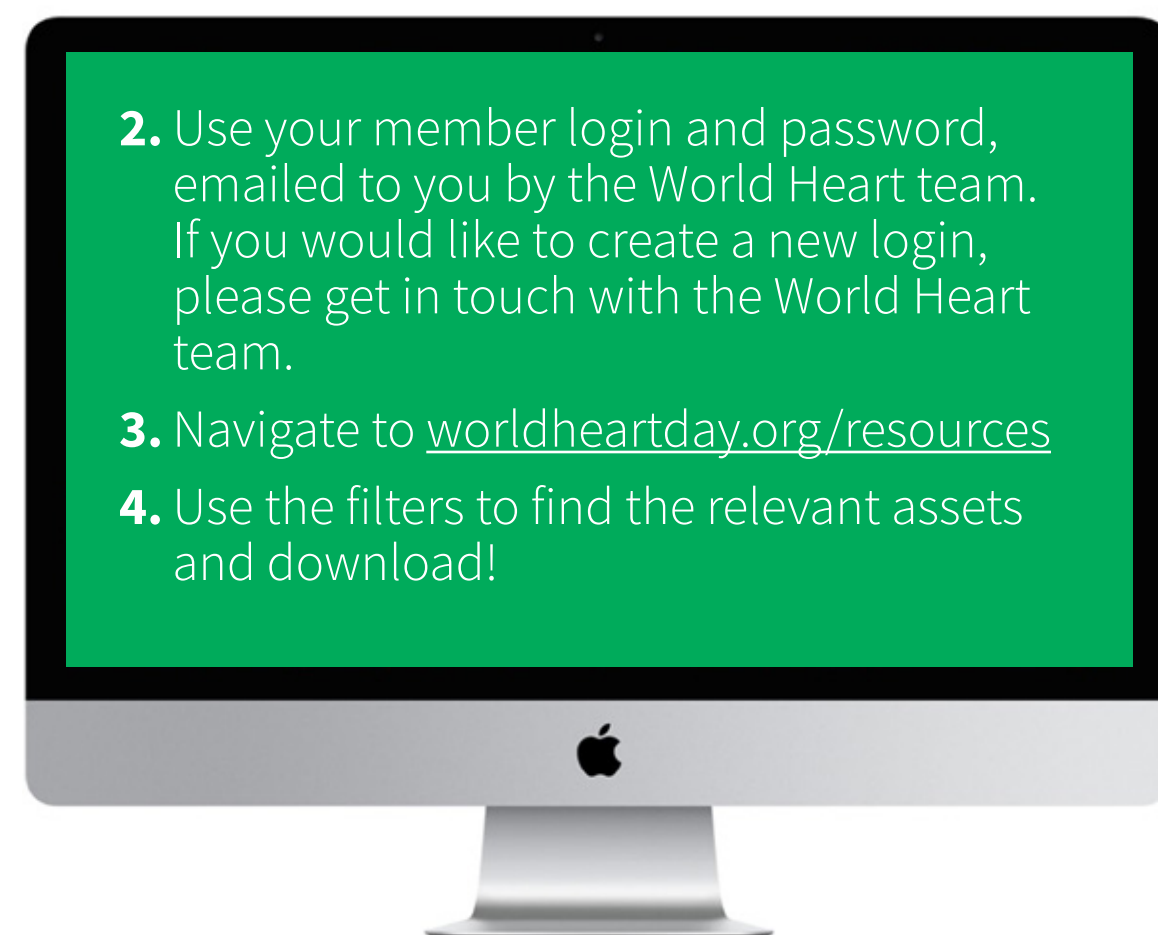 2. Use your member login and password,
emailed to you by the World Heart team.
If you would like to create a new login,
please get in touch with the World Heart
team.
3. Navigate to worldheartday.org/resources
4. Use the filters to find the relevant assets
and download!